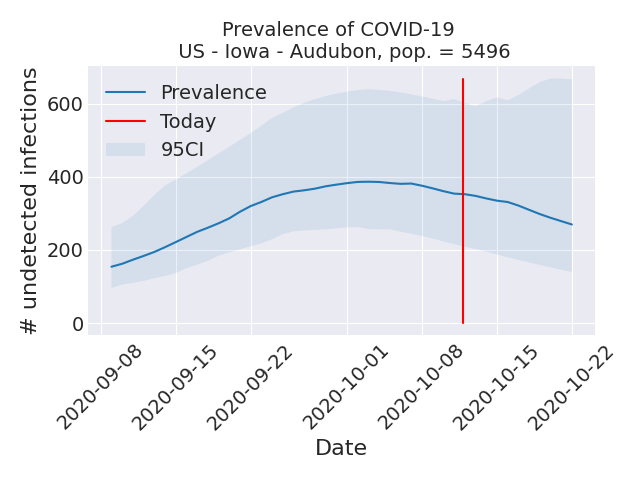 Prevalence of COVID-19
US - Iowa - Audubon, pop. = 5496
# undetected infections
600
400
200
0
Prevalence
Today
95CI
2020-09-08
2020-09-15
2020-09-22
2020-10-01
2020-10-08
2020-10-15
2020-10-22
Date